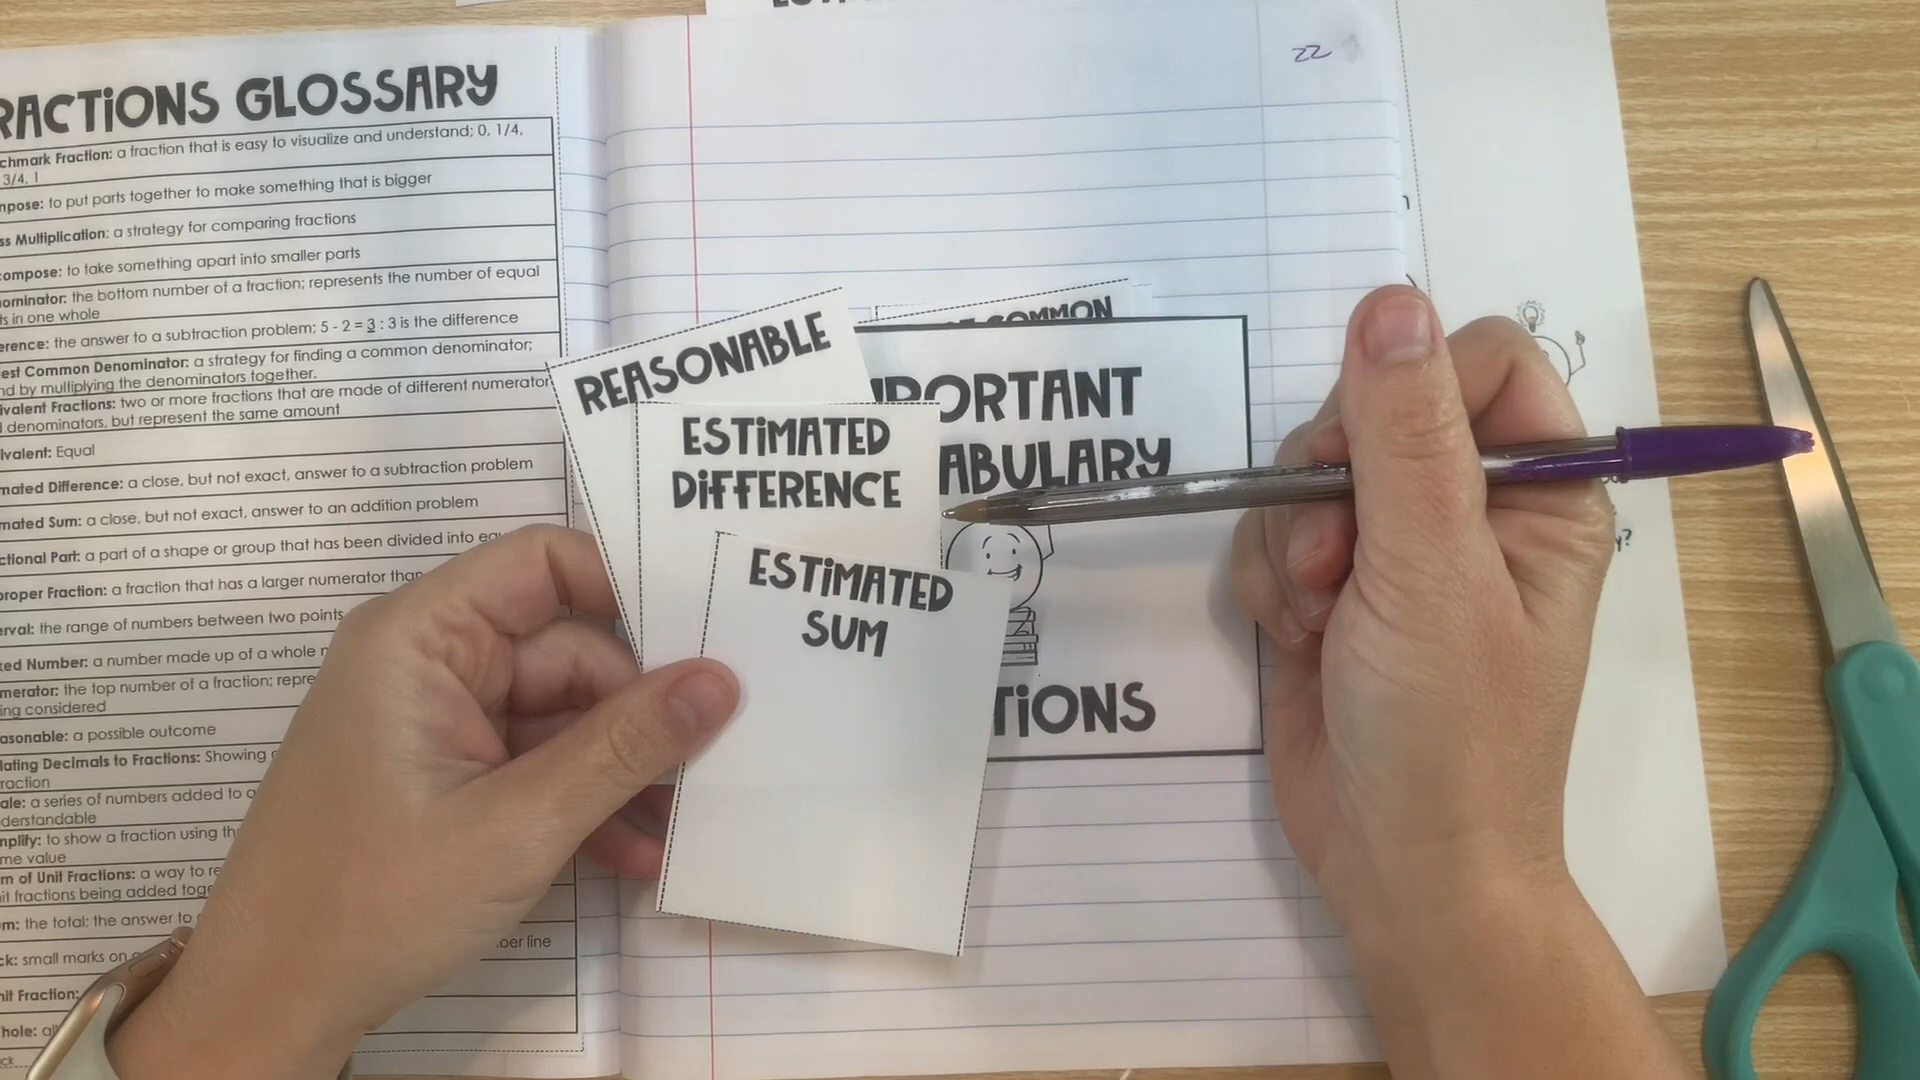 RACTIONS GLOSSARY
chmark Fraction: a fraction that is easy to visualize and understand; 0, 1/4,
3/4, 1
npose: to put parts together to make something that is bigger
ss Multiplication: a strategy for comparing fractions
compose: to take something apart into smaller parts
nominator: the bottom number of a fraction; represents the number of equal
ts in one whole
erence: the answer to a subtraction problem; 5 - 2 = 3 : 3 is the difference
est Common Denominator: a strategy for finding a common denominator;
nd by multiplying the denominators together.
ivalent Fractions: two or more fractions that are made of different numerator
d denominators, but represent the same amount
ivalent: Equal
mated Difference: a close, but not exact, answer to a subtraction problem
mated Sum: a close, but not exact, answer to an addition problem
ctional Part: a part of a shape or group that has been divided into equ
proper Fraction: a fraction that has a larger numerator than
erval: the range of numbers between two points
xed Number: a number made up of a whole n
merator: the top number of a fraction; repre
ing considered
asonable: a possible outcome
lating Decimals to Fractions: Showing
raction
ale: a series of numbers added to a
derstandable
mplify: to show a fraction using th
me value
m of Unit Fractions: a way to re
nit fractions being added toge
m: the total; the answer to
ck: small marks on
ber line
nit Fraction:
hole: al
22
COMMON
REASONABLE
ESTIMATED
DIFFERENCE
ESTIMATED
SUM
PORTANT
ABULARY
TIONS